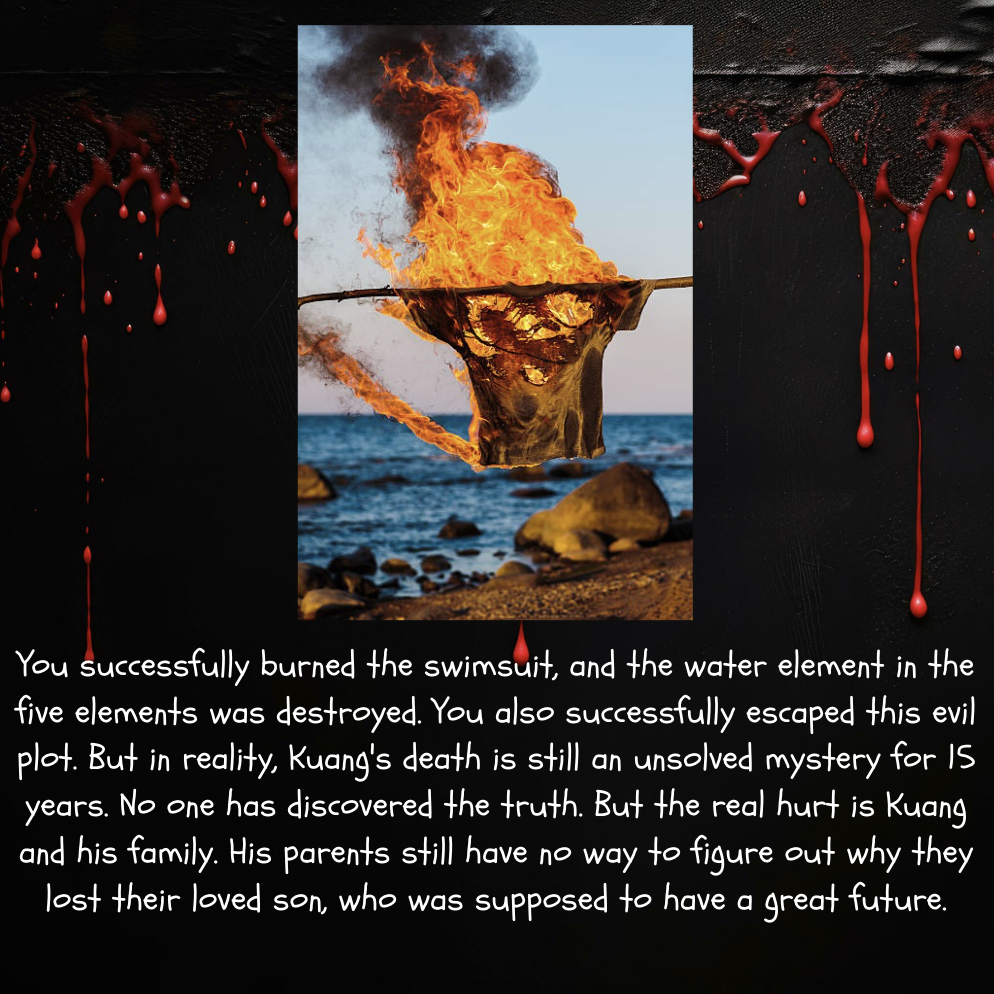 You successfully burned the swimsuit, and the water element in the
five elements was destroyed. You also successfully escaped this evil
plot. But in reality, Kuang's death is still an unsolved mystery for 15
years. No one has discovered the truth. But the real hurt is Kuang
and his family. His parents still have no way to figure out why they
lost their loved son, who was supposed to have a great future.